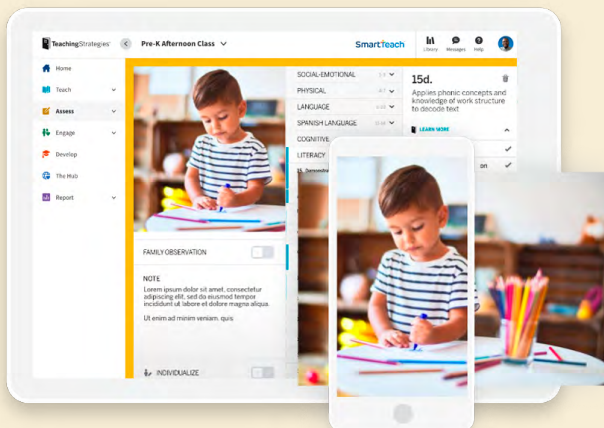 TeachingStrategies
Pre-K Afternoon Class
SmartTeach
Library
Messages
Help
Home
Teach
Assess
Engage
Develop
The Hub
Report
FAMILY OBSERVATION
NOTE
Lorem ipsum dolor sit amet, consectetur
adipiscing elit, sed do eiusmod tempor
incididunt ut labore et dolore magna aliqua.
Ut enim ad minim veniam, quis
INDIVIDUALIZE
SOCIAL-EMOTIONAL
PHYSICAL
LANGUAGE
SPANISH LANGUAGE
COGNITIVE
LITERACY
15d.
Applies phonic concepts and
knowledge of work structure
to decode text
LEARN MORE
on